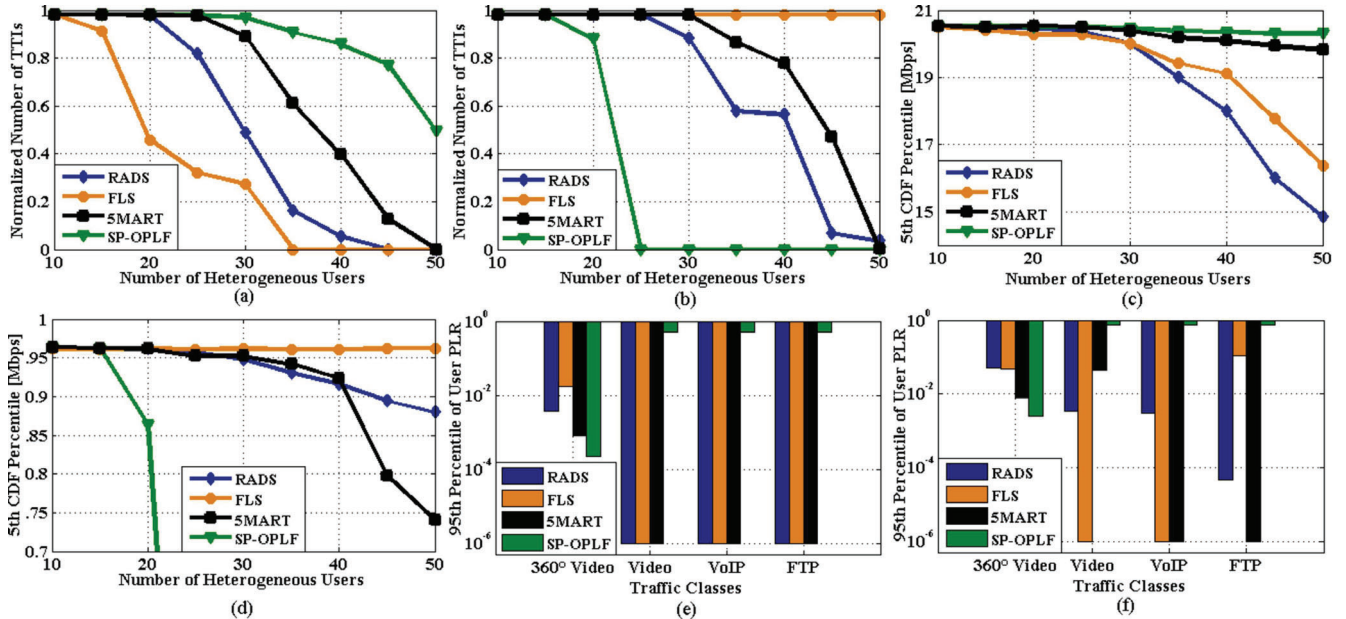 Normalized Number of TTIs
1
0.8
0.6
0.4
0.2
0
RADS
FLS
5MART
SP-OPLF
10 20 30 40 50
Number of Heterogeneous Users
(a)
Normalized Number of TTIs
1
0.8
0.6
0.4
0.2
0
RADS
FLS
5MART
SP-OPLF
10 20 30 40 50
Number of Heterogeneous Users
(b)
5th CDF Percentile [Mbps]
21
19
17
15
RADS
FLS
5MART
SP-OPLF
10 20 30 40 50
Number of Heterogeneous Users
(c)
5th CDF Percentile [Mbps]
1
.95
0.9
.85
0.8
.75
0.7
RADS
FLS
5MART
SP-OPLF
10 20 30 40 50
Number of Heterogeneous Users
(d)
95th Percentile of User PLR
10^0
10^-2
10^-4
10^-6
RADS
FLS
5MART
SP-OPLF
360° Video Video VoIP FTP
Traffic Classes
(e)
95th Percentile of User PLR
10^0
10^-2
10^-4
10^-6
RADS
FLS
5MART
SP-OPLF
360° Video Video VoIP FTP
Traffic Classes
(f)